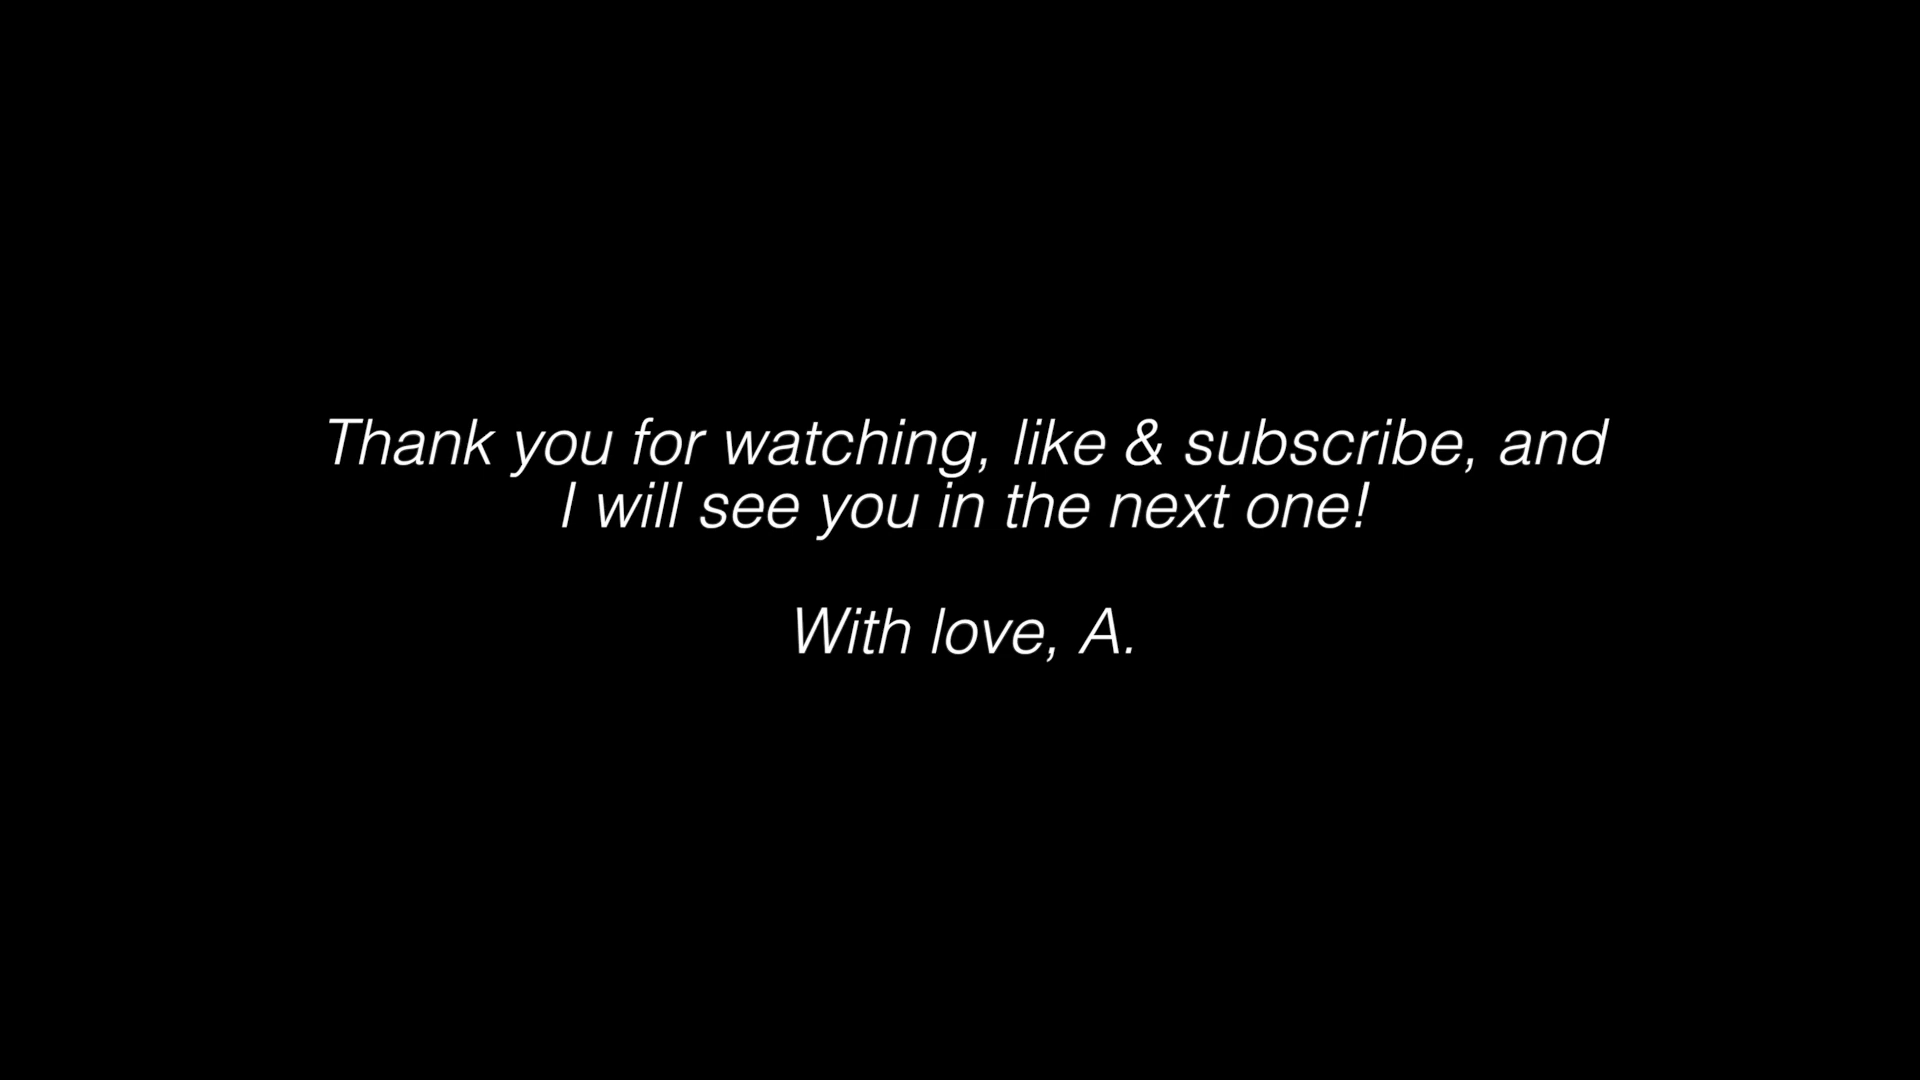 Thank you for watching, like & subscribe, and
I will see you in the next one!
With love, A.